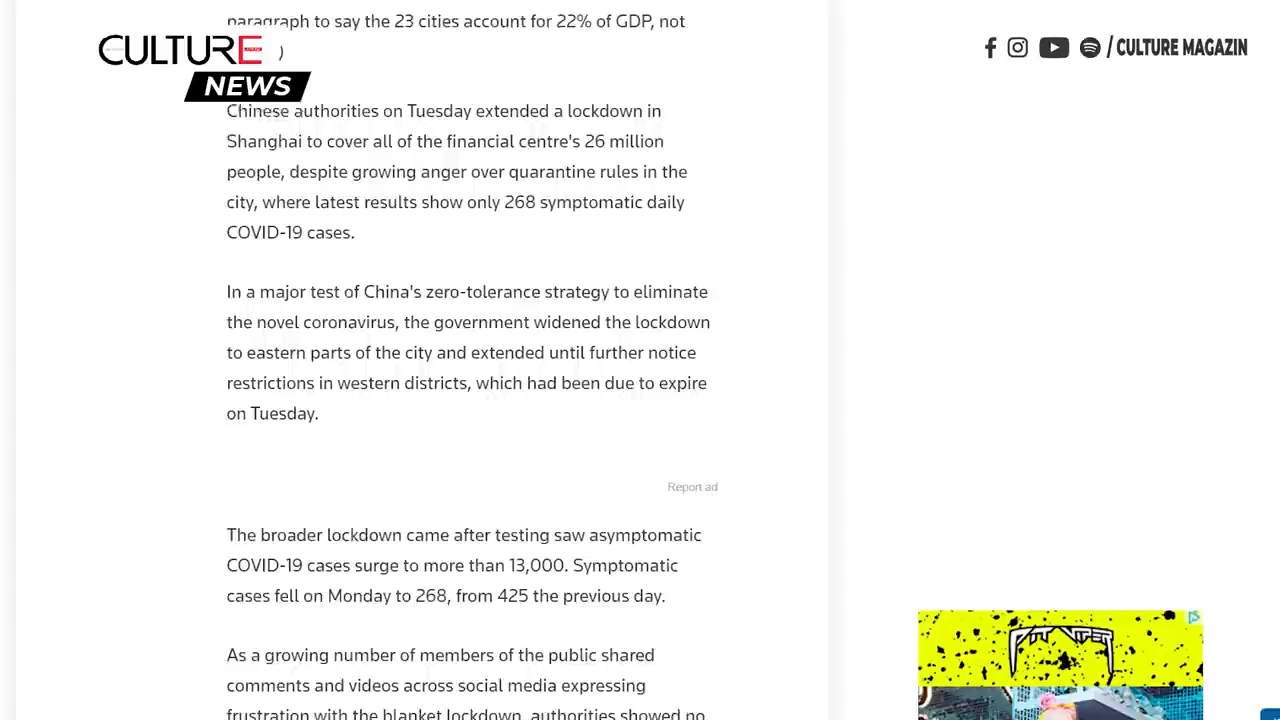 paragraph to say the 23 cities account for 22% of GDP, not
CULTURE
)
NEWS
/ CULTURE MAGAZIN
Chinese authorities on Tuesday extended a lockdown in
Shanghai to cover all of the financial centre's 26 million
people, despite growing anger over quarantine rules in the
city, where latest results show only 268 symptomatic daily
COVID-19 cases.
In a major test of China's zero-tolerance strategy to eliminate
the novel coronavirus, the government widened the lockdown
to eastern parts of the city and extended until further notice
restrictions in western districts, which had been due to expire
on Tuesday.
Report ad
The broader lockdown came after testing saw asymptomatic
COVID-19 cases surge to more than 13,000. Symptomatic
cases fell on Monday to 268, from 425 the previous day.
As a growing number of members of the public shared
comments and videos across social media expressing
frustration with the blanket lockdown, authorities showed no